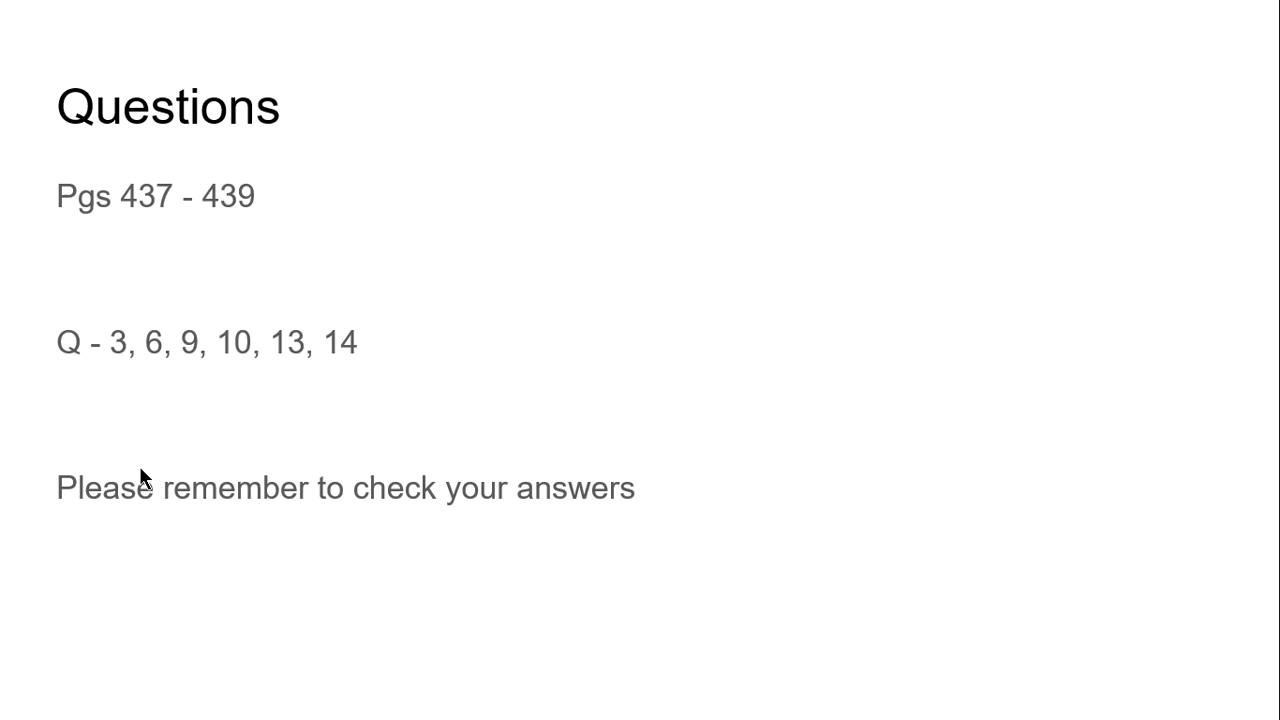 Questions
Pgs 437 - 439
Q - 3, 6, 9, 10, 13, 14
Please remember to check your answers